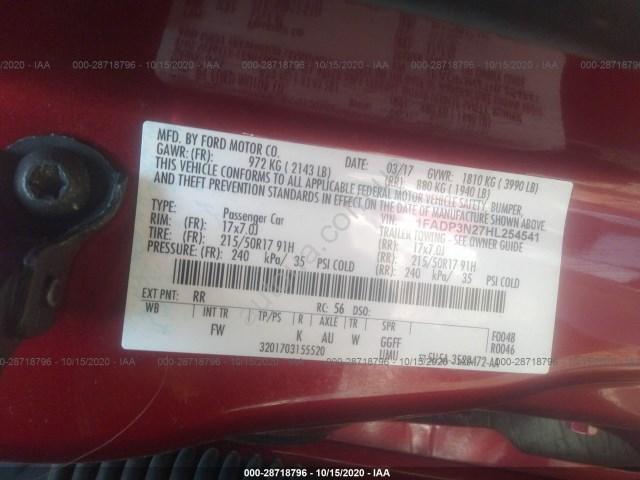 000-28718796 - 10/15/2020 - IAA
MFD. BY FORD MOTOR CO.
DATE: 03/17 GVWR: 1810 KG ( 3990 LB)
GAWR: (FR): 972 KG ( 2143 LB) (RR): 880 KG ( 1940 LB)
THIS VEHICLE CONFORMS TO ALL APPLICABLE FEDERAL MOTOR VEHICLE SAFETY, BUMPER,
AND THEFT PREVENTION STANDARDS IN EFFECT ON THE DATE OF MANUFACTURE SHOWN ABOVE.
VIN: 1FADP3N27HL254541
TYPE: Passenger Car TRAILER TOWING - SEE OWNER GUIDE
RIM: (FR): 17x7.0J (RR): 17x7.0J
TIRE: (FR): 215/50R17 91H (RR): 215/50R17 91H
PRESSURE: (FR): 240 kPa/ 35 PSI COLD (RR): 240 kPa/ 35 PSI COLD
EXT PNT: RR RC: 56 DSO:
WB INT TR TP/PS R AXLE TR SPR
FW K AU W GGFF F0048
UMU R0046
3201703155520